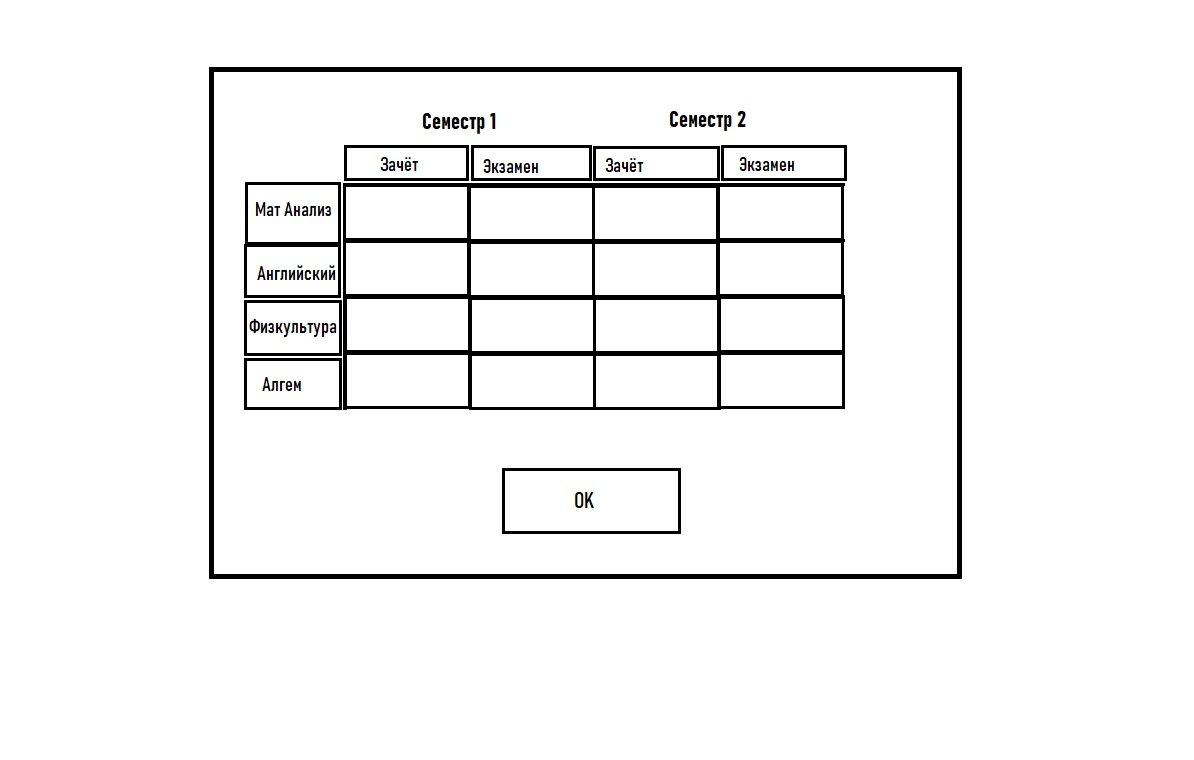 Семестр 1
Семестр 2
Зачёт
Экзамен
Зачёт
Экзамен
Мат Анализ
Английский
Физкультура
Алгем
OK